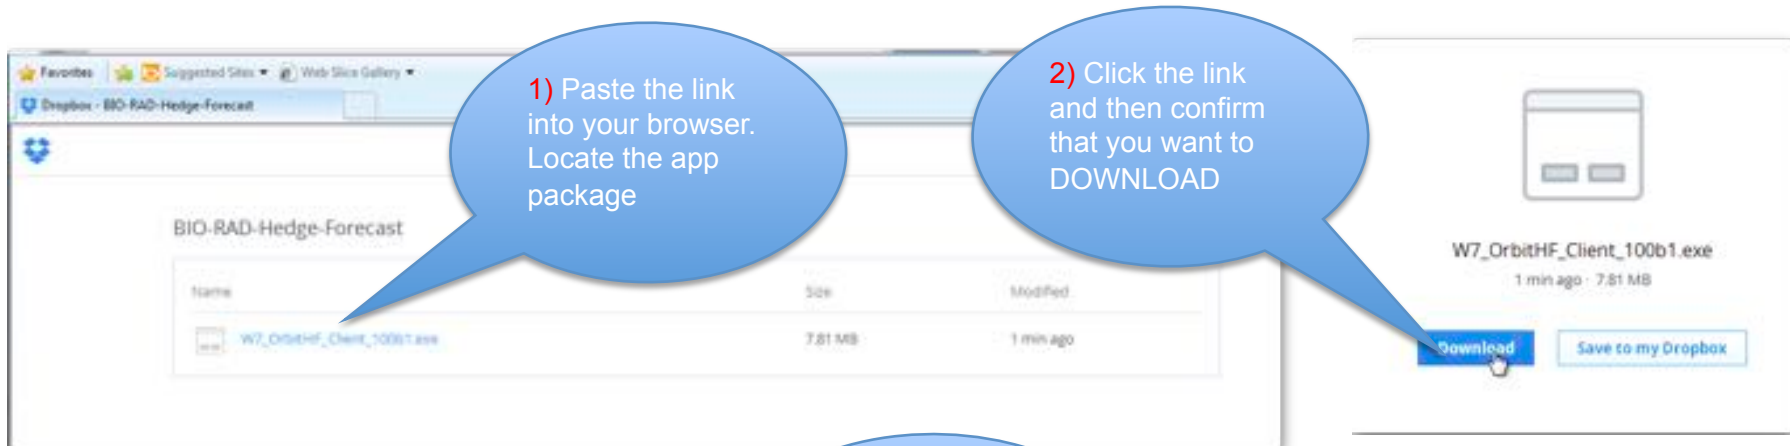 Favorites
Suggested Sites
Web Slice Gallery
Dropbox - BIO-RAD-Hedge-Forecast
1) Paste the link
into your browser.
Locate the app
package
BIO-RAD-Hedge-Forecast
Name Size Modified
W7_OrbitHF_Client_100b1.exe 7.81 MB 1 min ago
2) Click the link
and then confirm
that you want to
DOWNLOAD
W7_OrbitHF_Client_100b1.exe
1 min ago · 7.81 MB
Download Save to my Dropbox